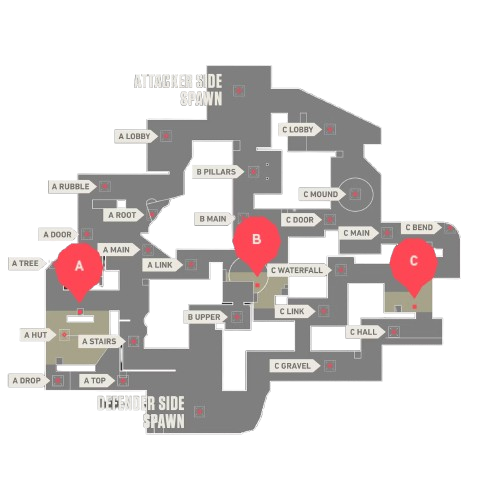 ATTACKER SIDE
SPAWN
A LOBBY
C LOBBY
B PILLARS
A RUBBLE
C MOUND
A ROOT
B MAIN
C DOOR
C BEND
A DOOR
C MAIN
B
A MAIN
A TREE
A
A LINK
C WATERFALL
C
B UPPER
C LINK
A HUT
A STAIRS
C HALL
C GRAVEL
A DROP
A TOP
DEFENDER SIDE
SPAWN